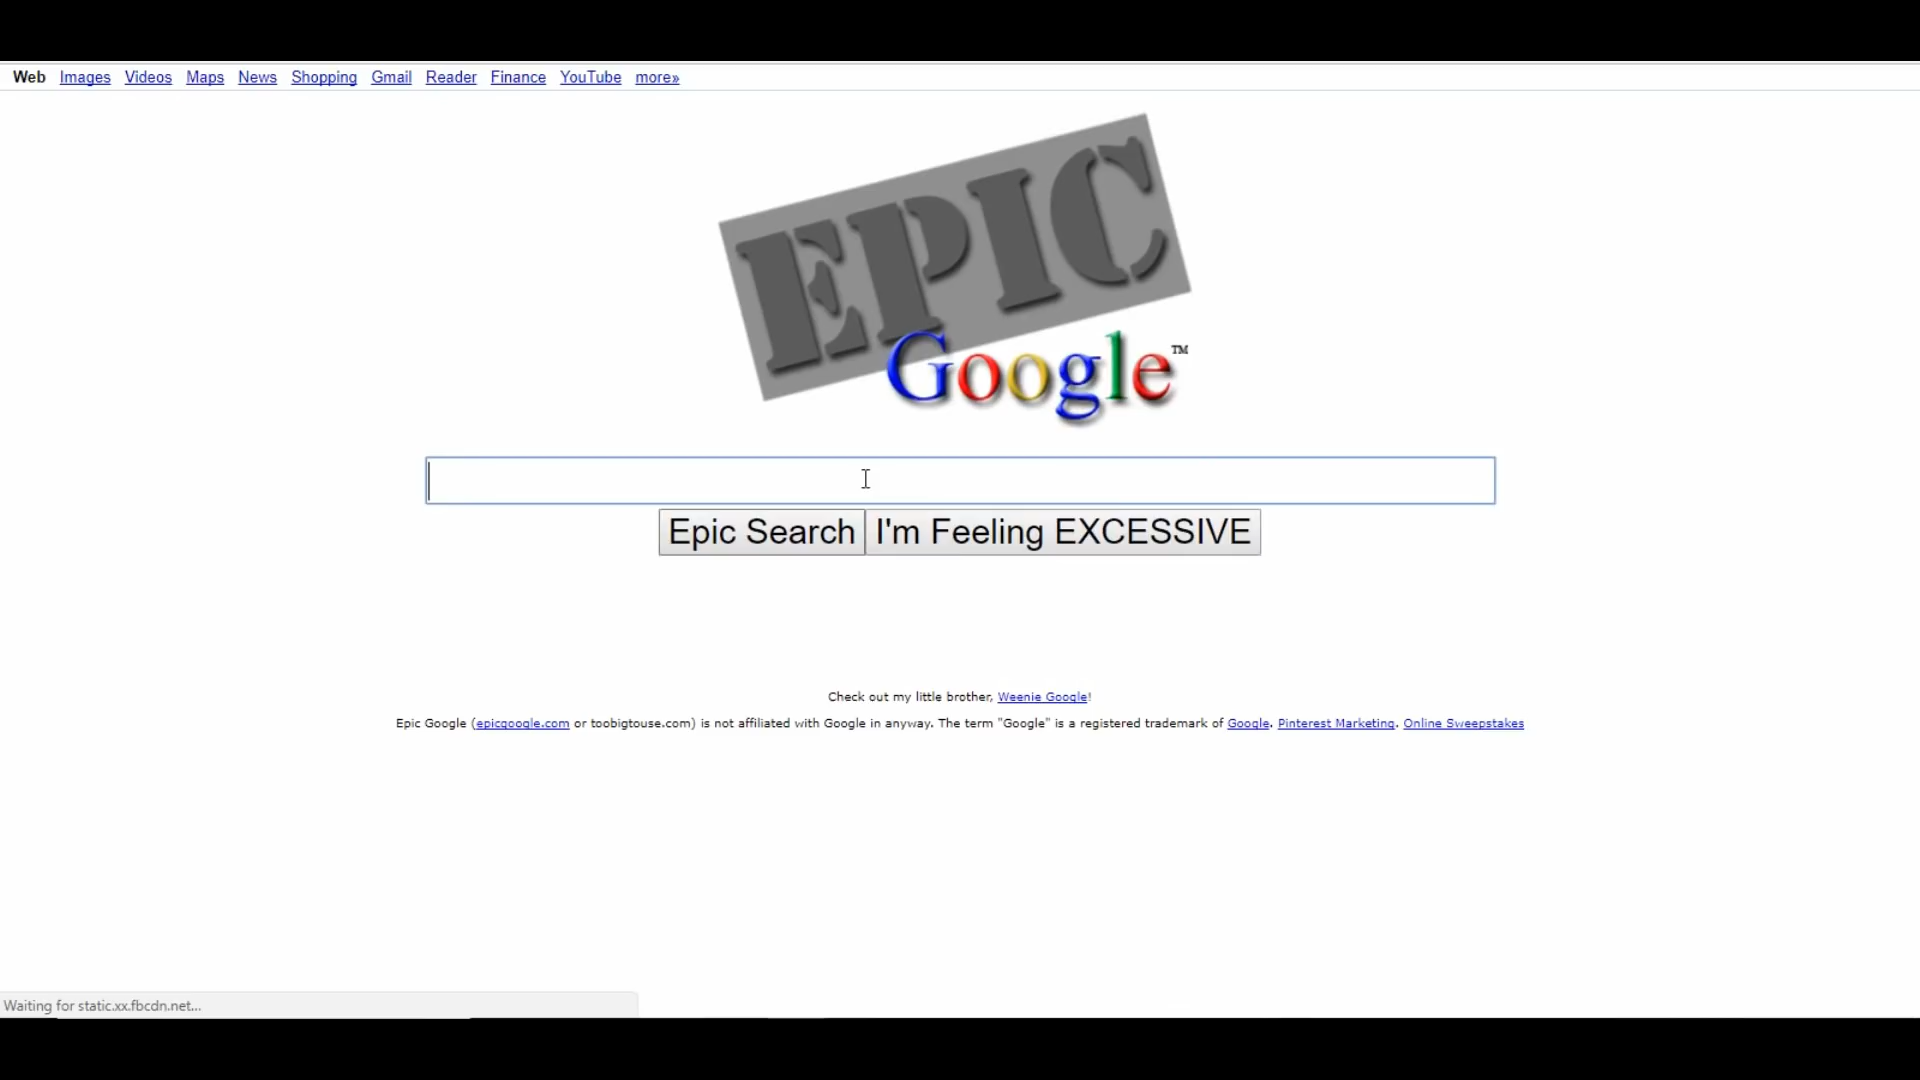 Web Images Videos Maps News Shopping Gmail Reader Finance YouTube more»
EPIC
Google™
Epic Search I'm Feeling EXCESSIVE
Check out my little brother, Weenie Google!
Epic Google (epicgoogle.com or toobigtouse.com) is not affiliated with Google in anyway. The term "Google" is a registered trademark of Google. Pinterest Marketing. Online Sweepstakes
Waiting for static.xx.fbcdn.net...